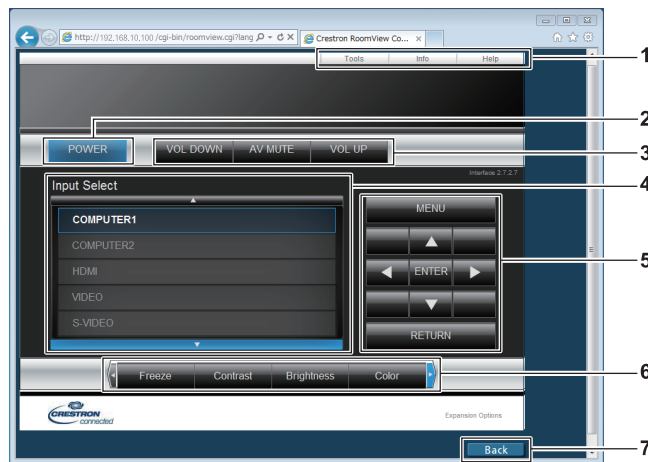 http://192.168.10.100 /cgi-bin/roomview.cgi?lang
Crestron RoomView Co...
Tools Info Help
1
2
POWER VOL DOWN AV MUTE VOL UP
3
Interface 2.7.2.7
4
Input Select
COMPUTER1
COMPUTER2
HDMI
VIDEO
S-VIDEO
MENU
ENTER
5
RETURN
Freeze Contrast Brightness Color
6
CRESTRON
connected
Expansion Options
Back
7